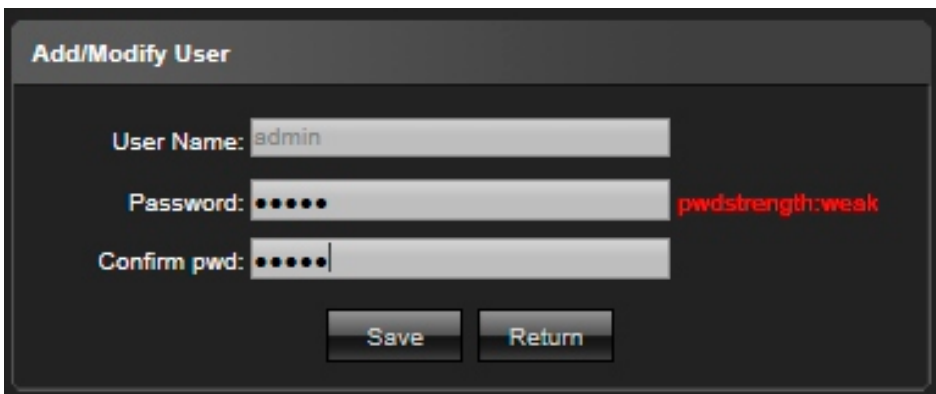 Add/Modify User
User Name: admin
Password: ●●●●● pwdstrength:weak
Confirm pwd: ●●●●●
Save Return